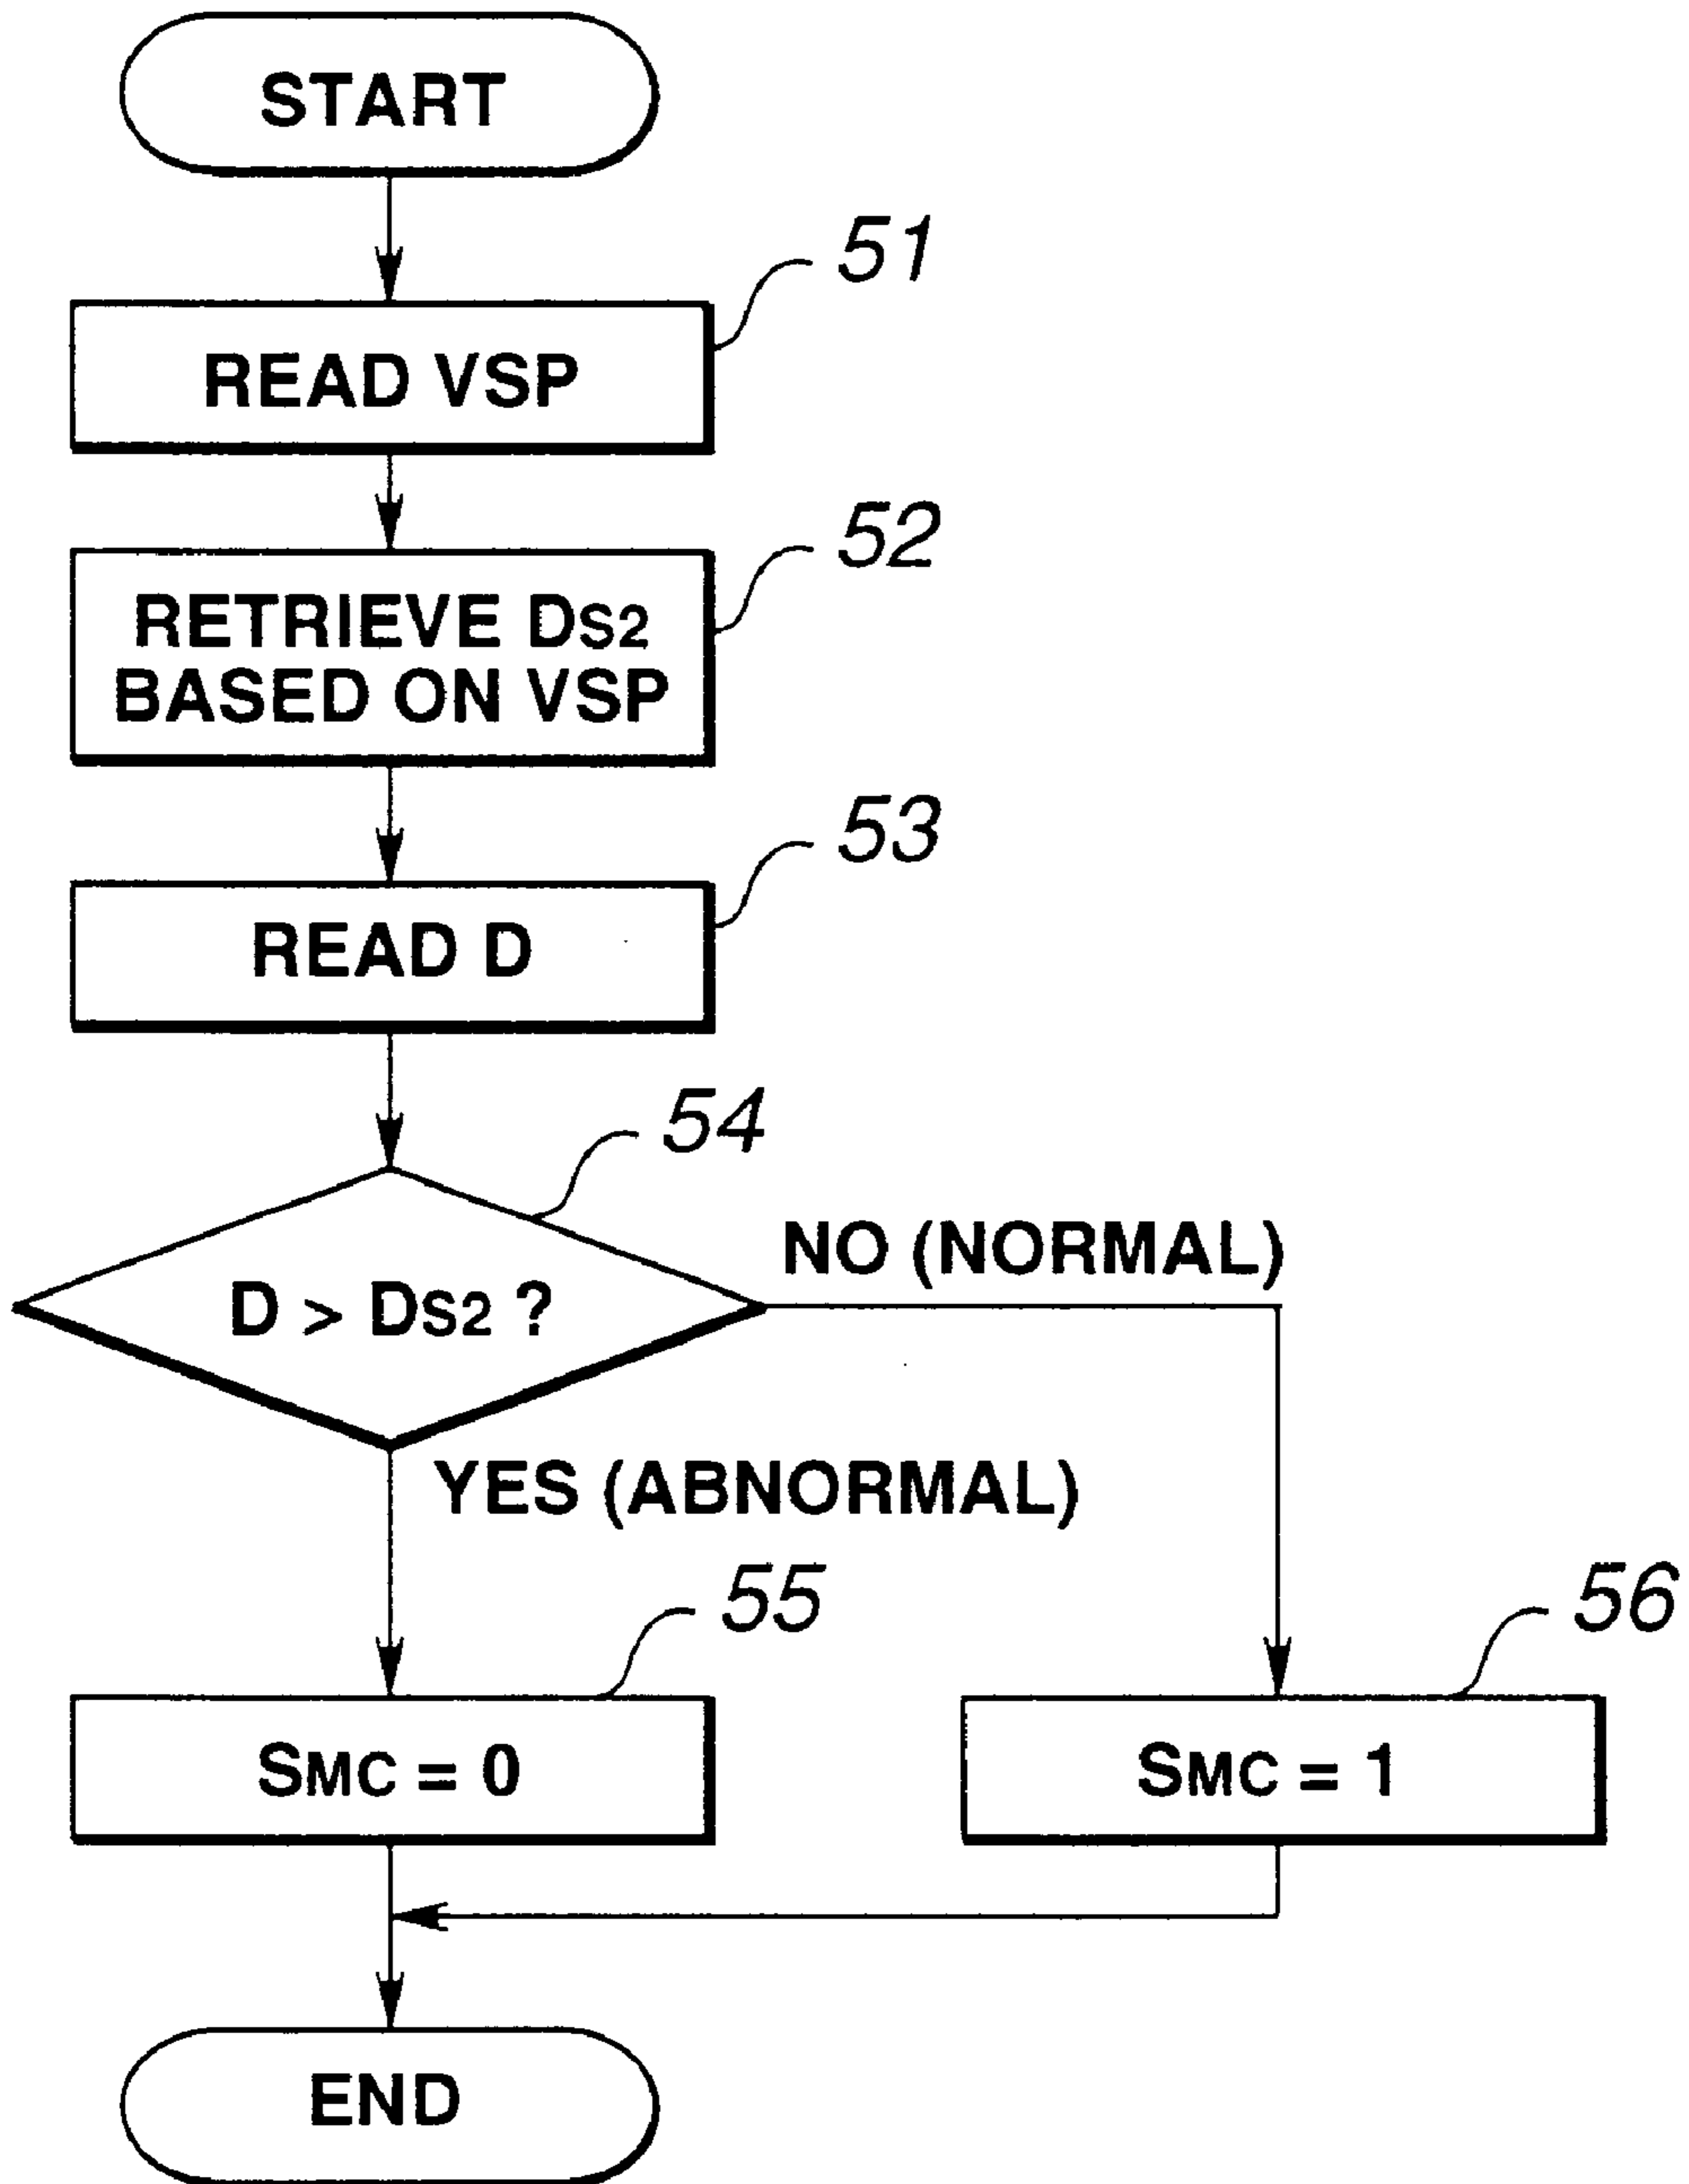 START
51
READ VSP
52
RETRIEVE DS2
BASED ON VSP
53
READ D
54
D > DS2 ?
NO (NORMAL)
YES (ABNORMAL)
55
SMC = 0
56
SMC = 1
END